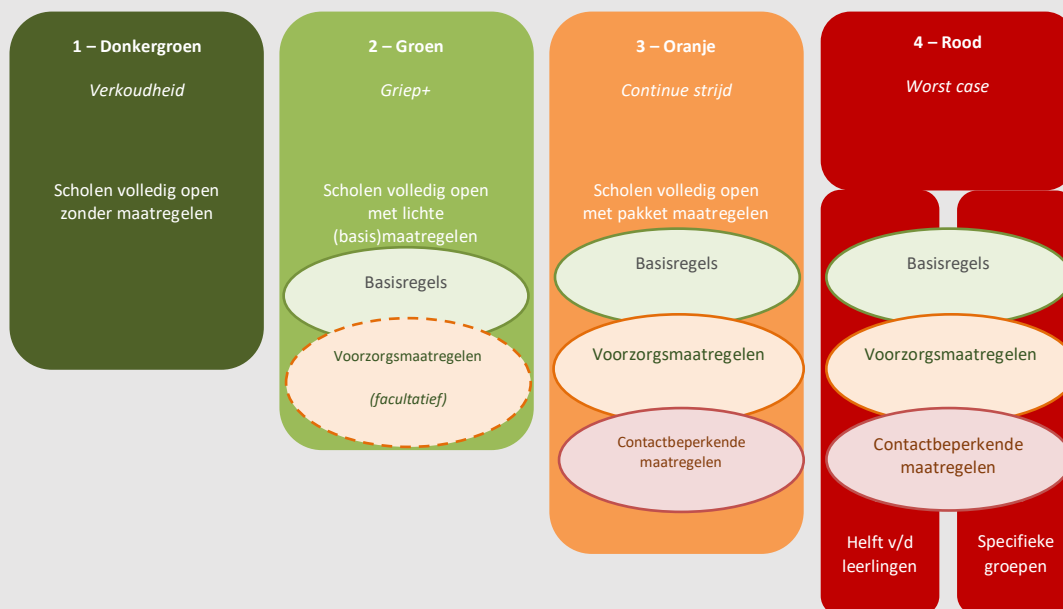 1 – Donkergroen
Verkoudheid
Scholen volledig open
zonder maatregelen
2 – Groen
Griep+
Scholen volledig open
met lichte
(basis)maatregelen
Basisregels
Voorzorgsmaatregelen
(facultatief)
3 – Oranje
Continue strijd
Scholen volledig open
met pakket maatregelen
Basisregels
Voorzorgsmaatregelen
Contactbeperkende
maatregelen
4 – Rood
Worst case
Basisregels
Voorzorgsmaatregelen
Contactbeperkende
maatregelen
Helft v/d
leerlingen
Specifieke
groepen